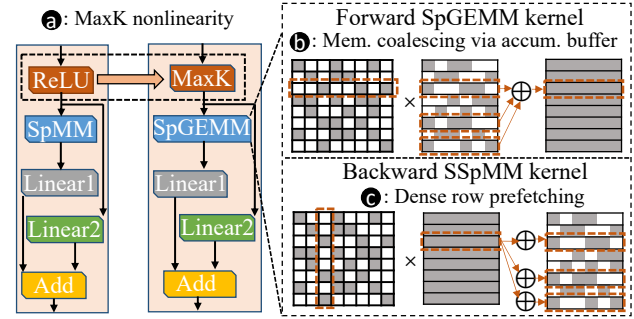 a : MaxK nonlinearity
ReLU
MaxK
SpMM
SpGEMM
Linear1
Linear1
Linear2
Linear2
Add
Add
Forward SpGEMM kernel
b : Mem. coalescing via accum. buffer
×
Backward SSpMM kernel
c : Dense row prefetching
×